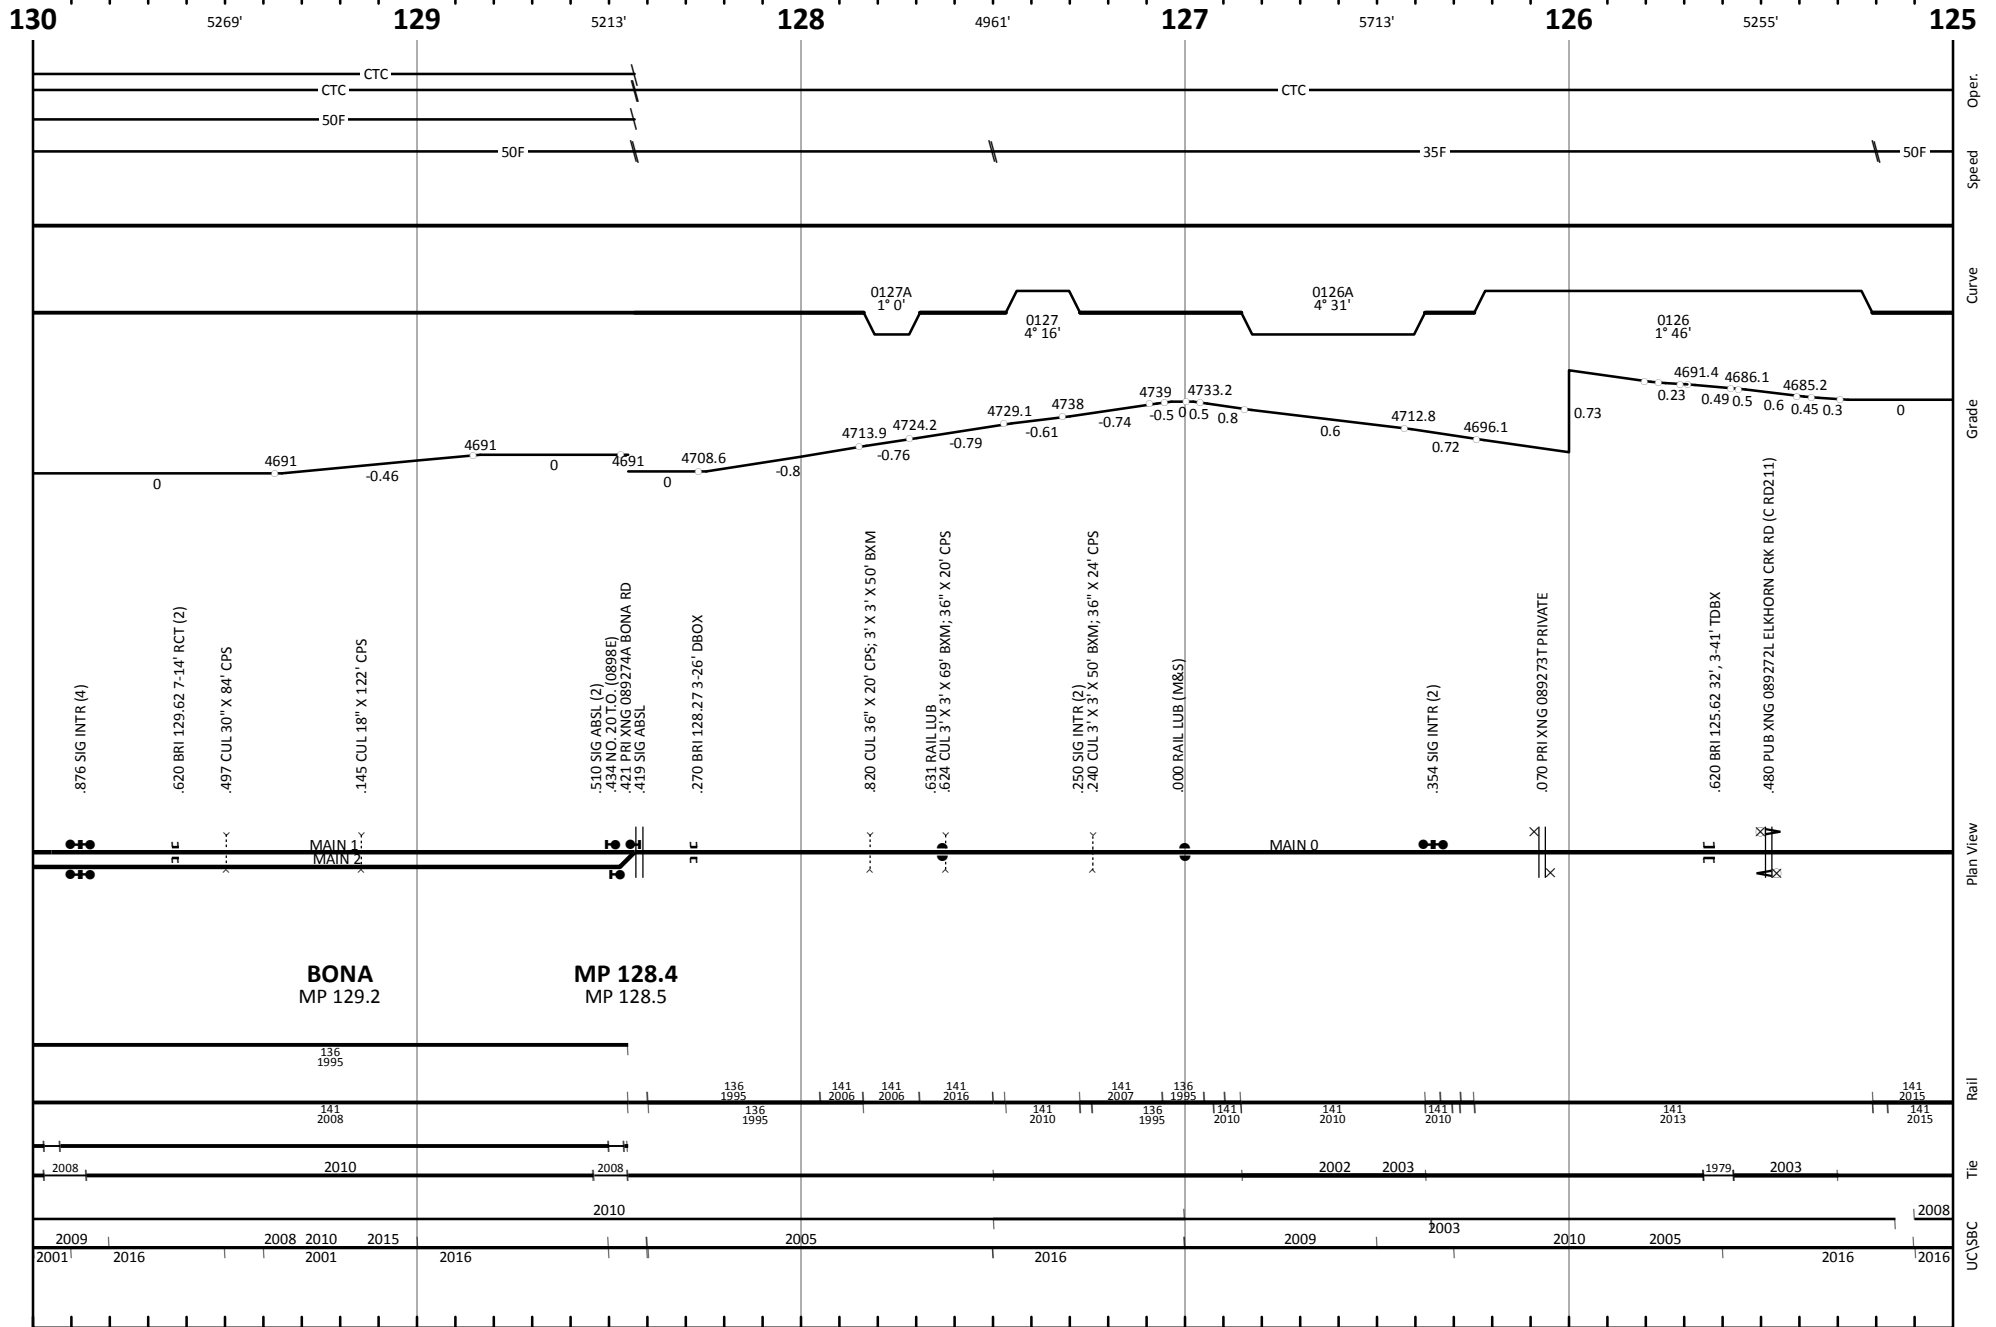 130 5269' 129 5213' 128 4961' 127 5713' 126 5255' 125
CTC
CTC CTC
50F
50F 35F 50F
Oper.
Speed
0127A
1° 0'
0127
4° 16'
0126A
4° 31'
0126
1° 46'
Curve
4691 4691 4691 4708.6 4713.9 4724.2 4729.1 4738 4739 4733.2 4712.8 4696.1 4691.4 4686.1 4685.2
0 -0.46 0 0 -0.8 -0.76 -0.79 -0.61 -0.74 -0.5 0 0.5 0.8 0.6 0.72 0.73 0.23 0.49 0.5 0.6 0.45 0.3 0
Grade
.876 SIG INTR (4)
.620 BRI 129.62 7-14' RCT (2)
.497 CUL 30" X 84' CPS
.145 CUL 18" X 122' CPS
.510 SIG ABSL (2)
.434 NO. 20 T.O. (0898E)
.421 PRI XNG 089274A BONA RD
.419 SIG ABSL
.270 BRI 128.27 3-26' DBOX
.820 CUL 36" X 20' CPS; 3' X 3' X 50' BXM
.631 RAIL LUB
.624 CUL 3' X 3' X 69' BXM; 36" X 20' CPS
.250 SIG INTR (2)
.240 CUL 3' X 3' X 50' BXM; 36" X 24' CPS
.000 RAIL LUB (M&S)
.354 SIG INTR (2)
.070 PRI XNG 089273T PRIVATE
.620 BRI 125.62 32', 3-41' TDBX
.480 PUB XNG 089272L ELKHORN CRK RD (C RD211)
MAIN 1 MAIN 0
MAIN 2
Plan View
BONA
MP 129.2
MP 128.4
MP 128.5
136
1995
136 141 141 141 141 136 141
1995 2006 2006 2016 2007 1995 2015
141 136 141 136 141 141 141 141 141
2008 1995 2010 1995 2010 2010 2010 2013 2015
Rail
2008 2010 2008 2002 2003 1979 2003
Tie
2010 2003 2008
2009 2008 2010 2015 2005 2009 2010 2005
2001 2016 2001 2016 2016 2016 2016
UC\SBC